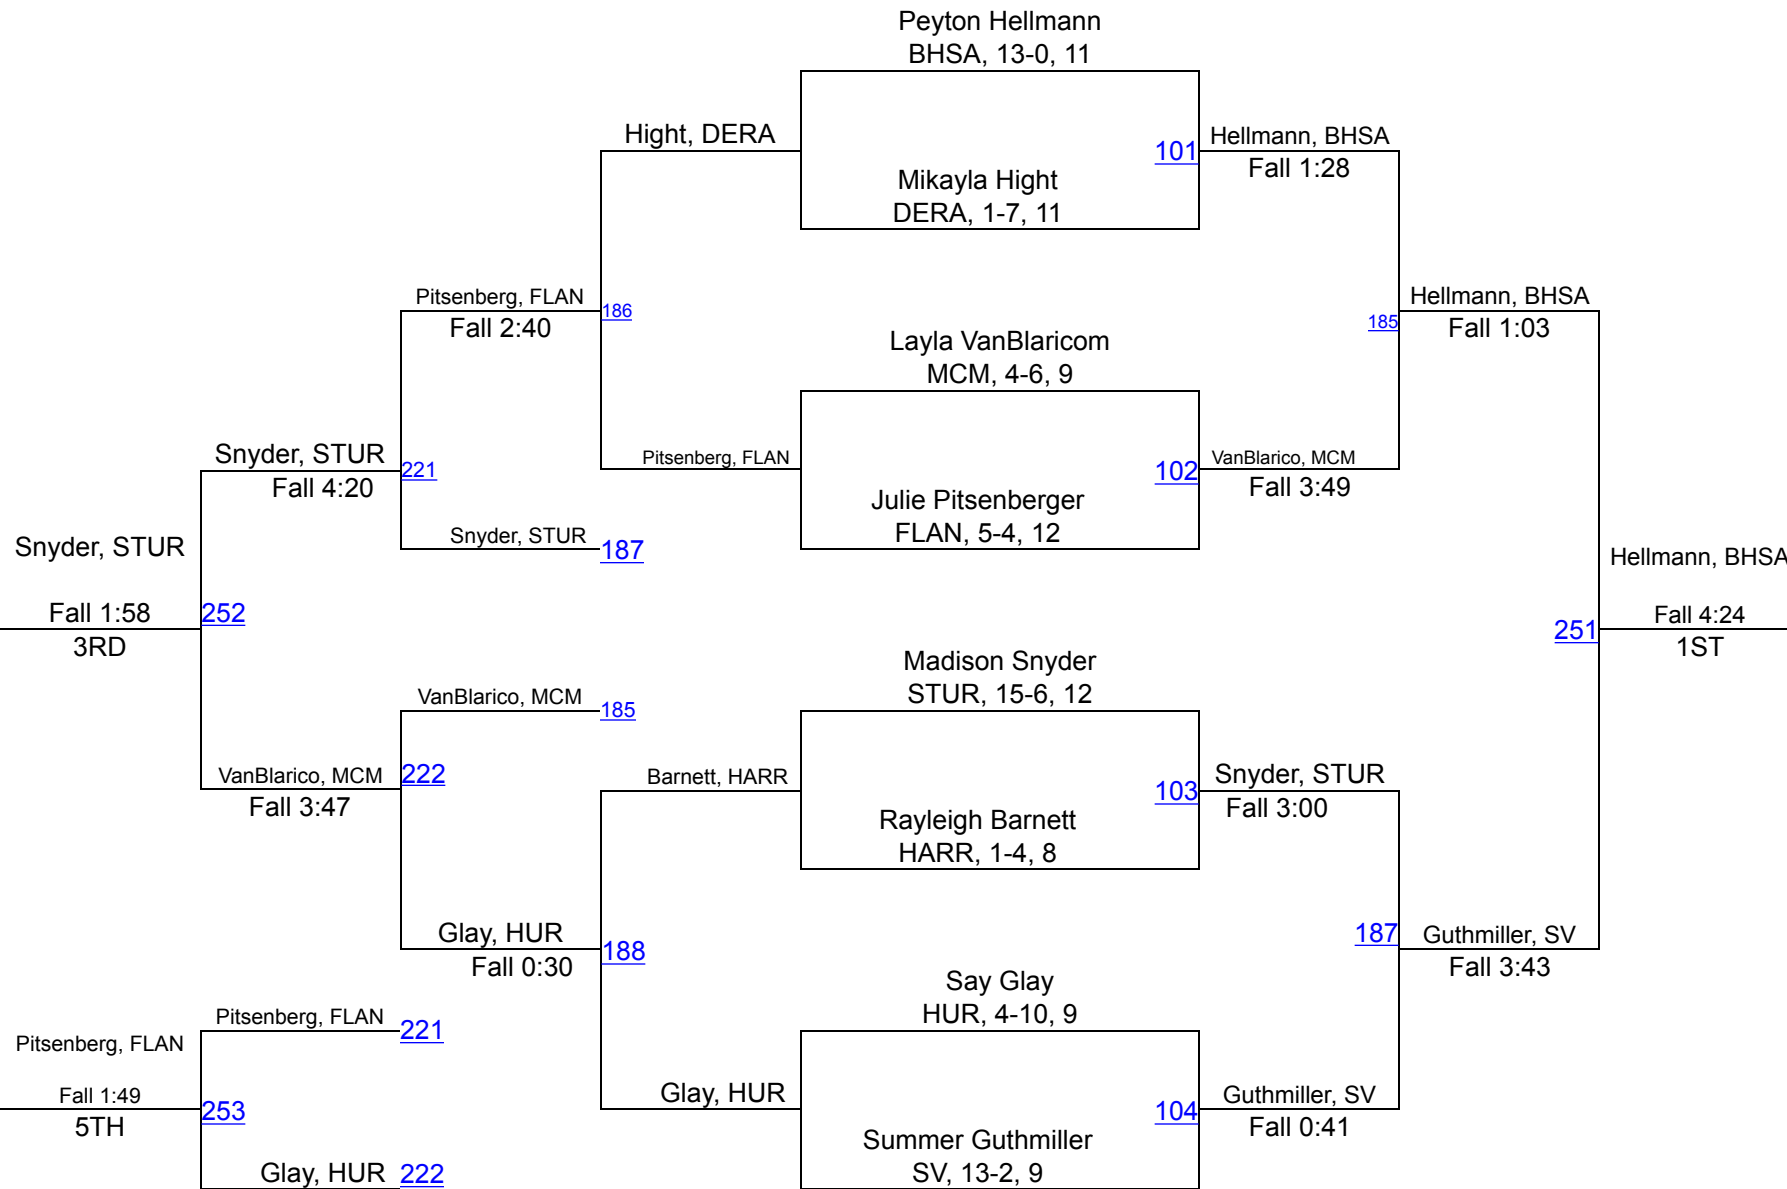 Peyton Hellmann
BHSA, 13-0, 11
Hight, DERA
101
Hellmann, BHSA
Fall 1:28
Mikayla Hight
DERA, 1-7, 11
Pitsenberg, FLAN
Fall 2:40
186
185
Hellmann, BHSA
Fall 1:03
Layla VanBlaricom
MCM, 4-6, 9
Snyder, STUR
Fall 4:20
221
Pitsenberg, FLAN
102
VanBlarico, MCM
Fall 3:49
Julie Pitsenberger
FLAN, 5-4, 12
Snyder, STUR
187
Snyder, STUR
Fall 1:58
3RD
252
Hellmann, BHSA
251
Fall 4:24
1ST
Madison Snyder
STUR, 15-6, 12
VanBlarico, MCM
185
VanBlarico, MCM
Fall 3:47
222
Barnett, HARR
103
Snyder, STUR
Fall 3:00
Rayleigh Barnett
HARR, 1-4, 8
Glay, HUR
Fall 0:30
188
187
Guthmiller, SV
Fall 3:43
Say Glay
HUR, 4-10, 9
Pitsenberg, FLAN
221
Pitsenberg, FLAN
Fall 1:49
5TH
253
Glay, HUR
104
Guthmiller, SV
Fall 0:41
Summer Guthmiller
SV, 13-2, 9
Glay, HUR
222